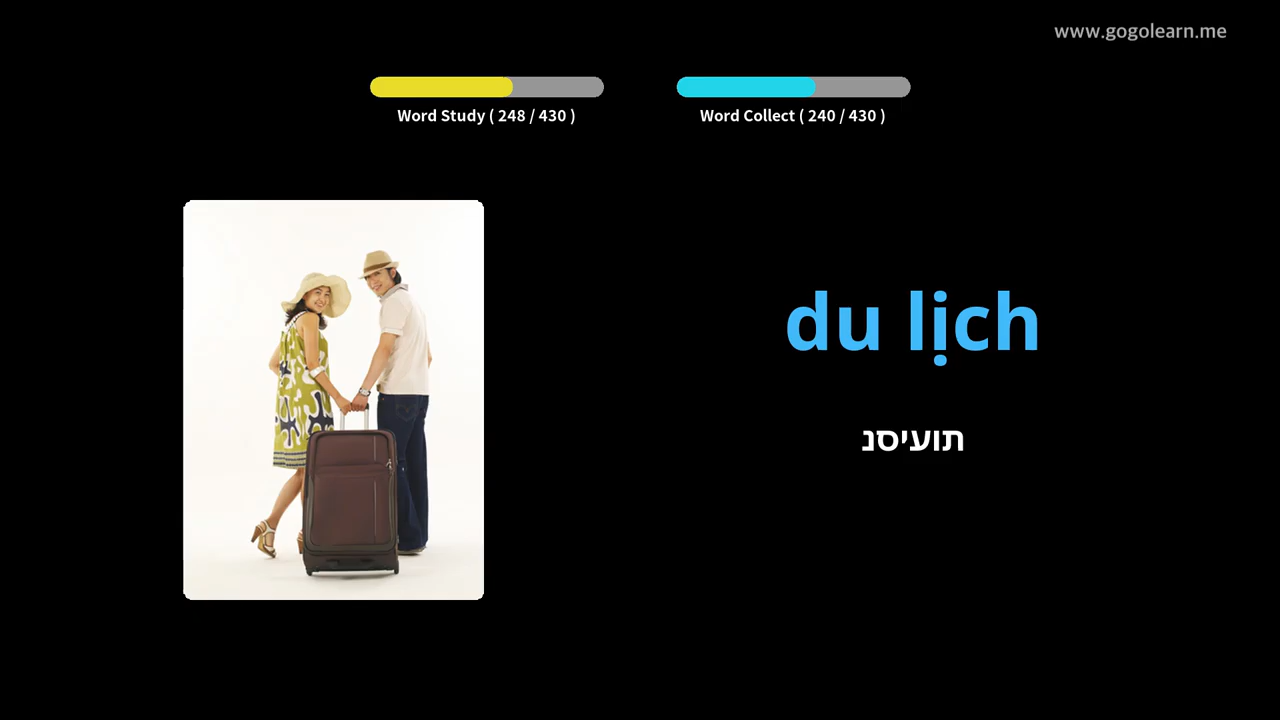 www.gogolearn.me
Word Study ( 248 / 430 )
Word Collect ( 240 / 430 )
du lịch
תועיסנ